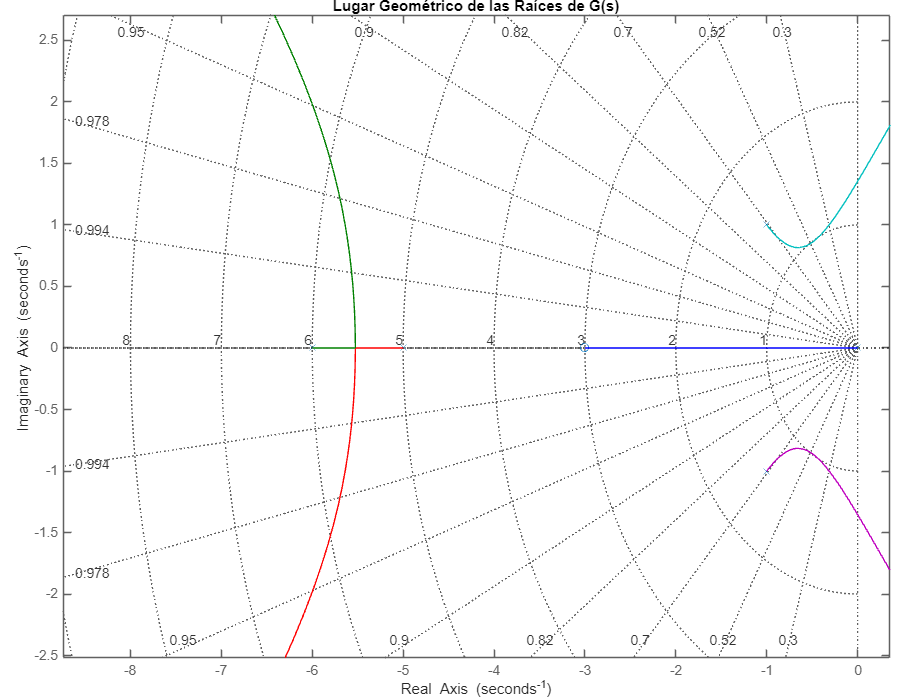 Lugar Geométrico de las Raíces de G(s)
0.95 0.9 0.82 0.7 0.52 0.3
2.5
2
0.978
1.5
1
0.994
0.5
0
8 7 6 5 4 3 2 1
-0.5
0.994
-1
-1.5
0.978
-2
0.95 0.9 0.82 0.7 0.52 0.3
-2.5
-8 -7 -6 -5 -4 -3 -2 -1 0
Real Axis (seconds-1)
Imaginary Axis (seconds-1)